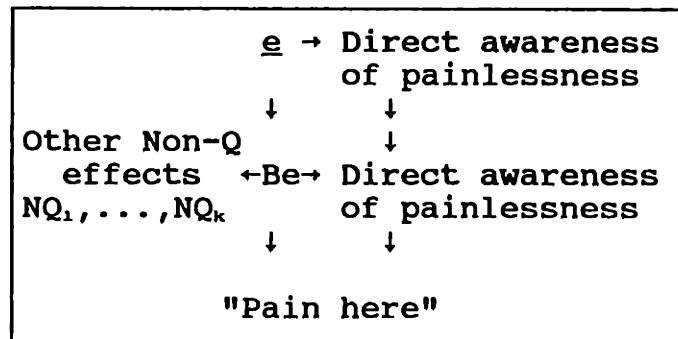 e → Direct awareness
of painlessness
↓ ↓
Other Non-Q ↓
effects ←Be→ Direct awareness
NQ₁,...,NQₖ of painlessness
↓ ↓
"Pain here"